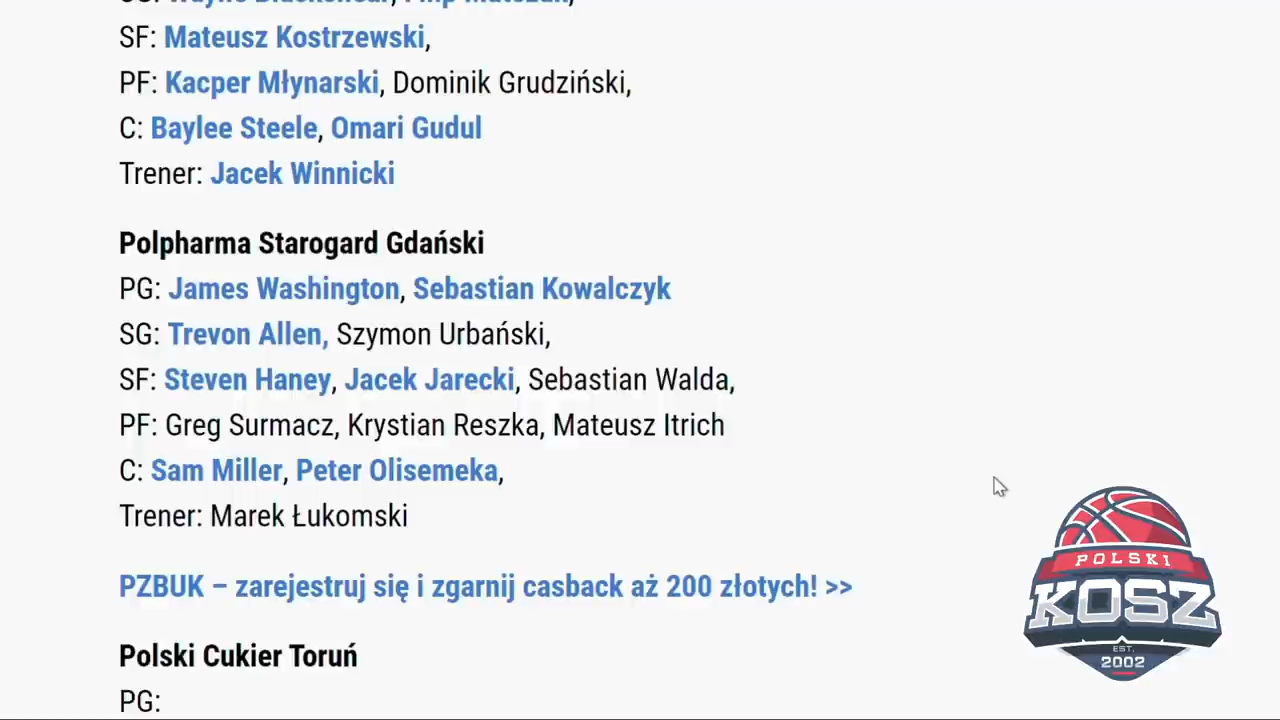 SF: Mateusz Kostrzewski,
PF: Kacper Młynarski, Dominik Grudziński,
C: Baylee Steele, Omari Gudul
Trener: Jacek Winnicki
Polpharma Starogard Gdański
PG: James Washington, Sebastian Kowalczyk
SG: Trevon Allen, Szymon Urbański,
SF: Steven Haney, Jacek Jarecki, Sebastian Walda,
PF: Greg Surmacz, Krystian Reszka, Mateusz Itrich
C: Sam Miller, Peter Olisemeka,
Trener: Marek Łukomski
PZBUK – zarejestruj się i zgarnij casback aż 200 złotych! >>
Polski Cukier Toruń
PG:
POLSKI
KOSZ
EST.
2002